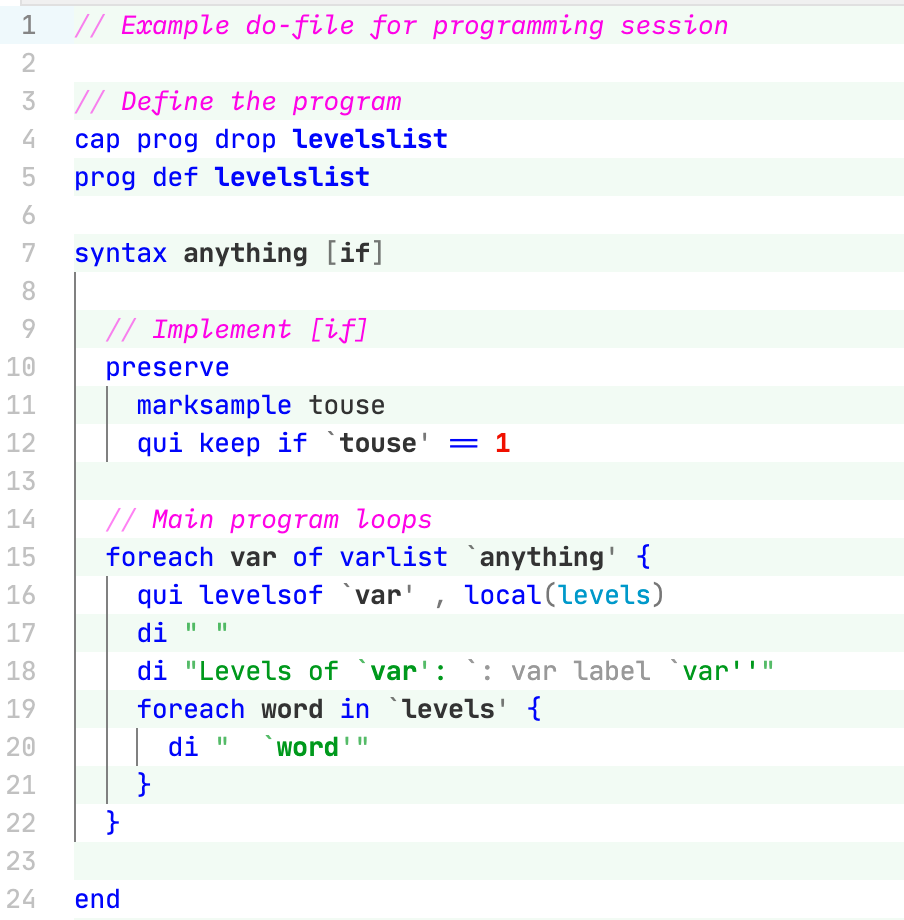 1 // Example do-file for programming session
2
3 // Define the program
4 cap prog drop levelslist
5 prog def levelslist
6
7 syntax anything [if]
8
9 // Implement [if]
10 preserve
11 marksample touse
12 qui keep if `touse' == 1
13
14 // Main program loops
15 foreach var of varlist `anything' {
16 qui levelsof `var' , local(levels)
17 di " "
18 di "Levels of `var': `: var label `var''"
19 foreach word in `levels' {
20 di "  `word'"
21 }
22 }
23
24 end